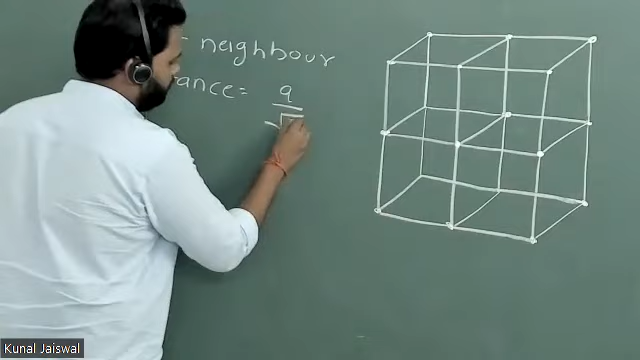 - neighbour
ance = a
√
Kunal Jaiswal